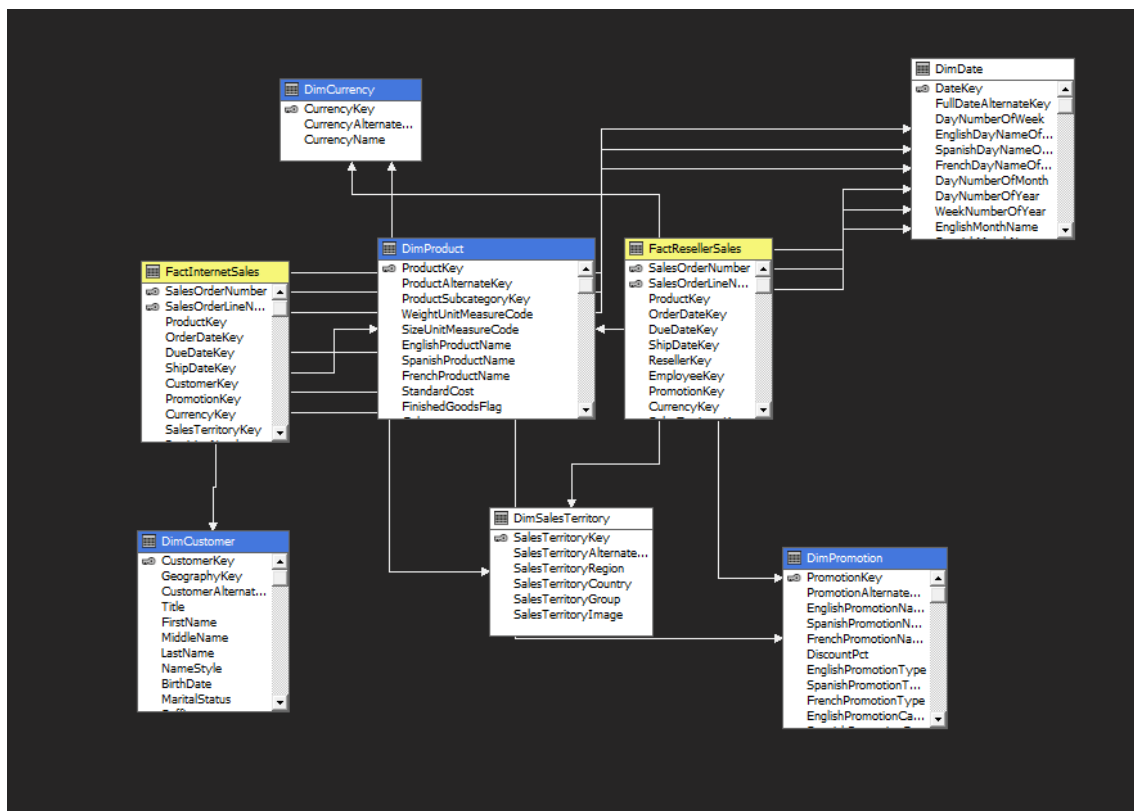 DimCurrency
CurrencyKey
CurrencyAlternate...
CurrencyName
DimDate
DateKey
FullDateAlternateKey
DayNumberOfWeek
EnglishDayNameOf...
SpanishDayNameO...
FrenchDayNameOf...
DayNumberOfMonth
DayNumberOfYear
WeekNumberOfYear
EnglishMonthName
DimProduct
ProductKey
ProductAlternateKey
ProductSubcategoryKey
WeightUnitMeasureCode
SizeUnitMeasureCode
EnglishProductName
SpanishProductName
FrenchProductName
StandardCost
FinishedGoodsFlag
FactResellerSales
SalesOrderNumber
SalesOrderLineN...
ProductKey
OrderDateKey
DueDateKey
ShipDateKey
ResellerKey
EmployeeKey
PromotionKey
CurrencyKey
FactInternetSales
SalesOrderNumber
SalesOrderLineN...
ProductKey
OrderDateKey
DueDateKey
ShipDateKey
CustomerKey
PromotionKey
CurrencyKey
SalesTerritoryKey
DimCustomer
CustomerKey
GeographyKey
CustomerAlternat...
Title
FirstName
MiddleName
LastName
NameStyle
BirthDate
MaritalStatus
DimSalesTerritory
SalesTerritoryKey
SalesTerritoryAlternate...
SalesTerritoryRegion
SalesTerritoryCountry
SalesTerritoryGroup
SalesTerritoryImage
DimPromotion
PromotionKey
PromotionAlternate...
EnglishPromotionNa...
SpanishPromotionN...
FrenchPromotionNa...
DiscountPct
EnglishPromotionType
SpanishPromotionT...
FrenchPromotionType
EnglishPromotionCa...